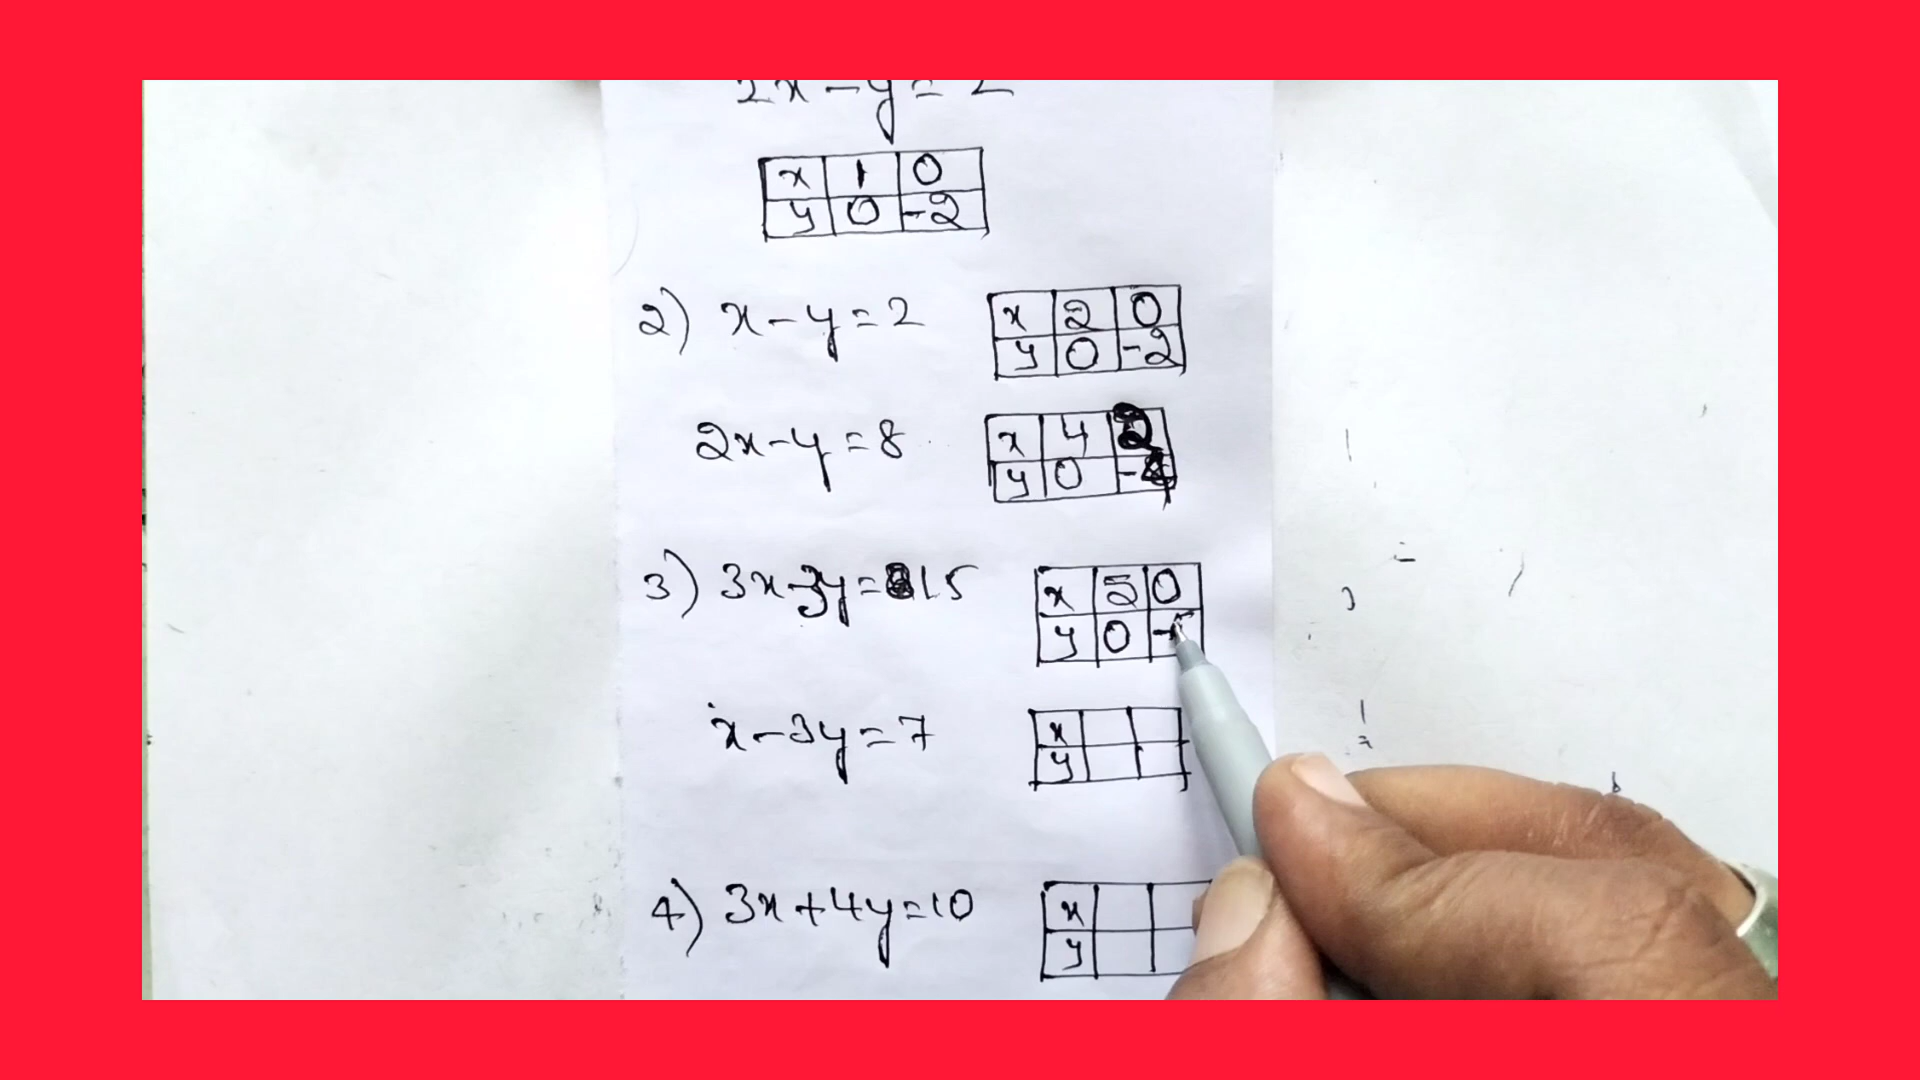 2x-y=2
x 1 0
y 0 -2
2) x-y=2
x 2 0
y 0 -2
2x-y=8
x 4 2
y 0 -4
3) 3x-3y=15
x 5 0
y 0 -5
x-3y=7
x
y
4) 3x+4y=10
x
y